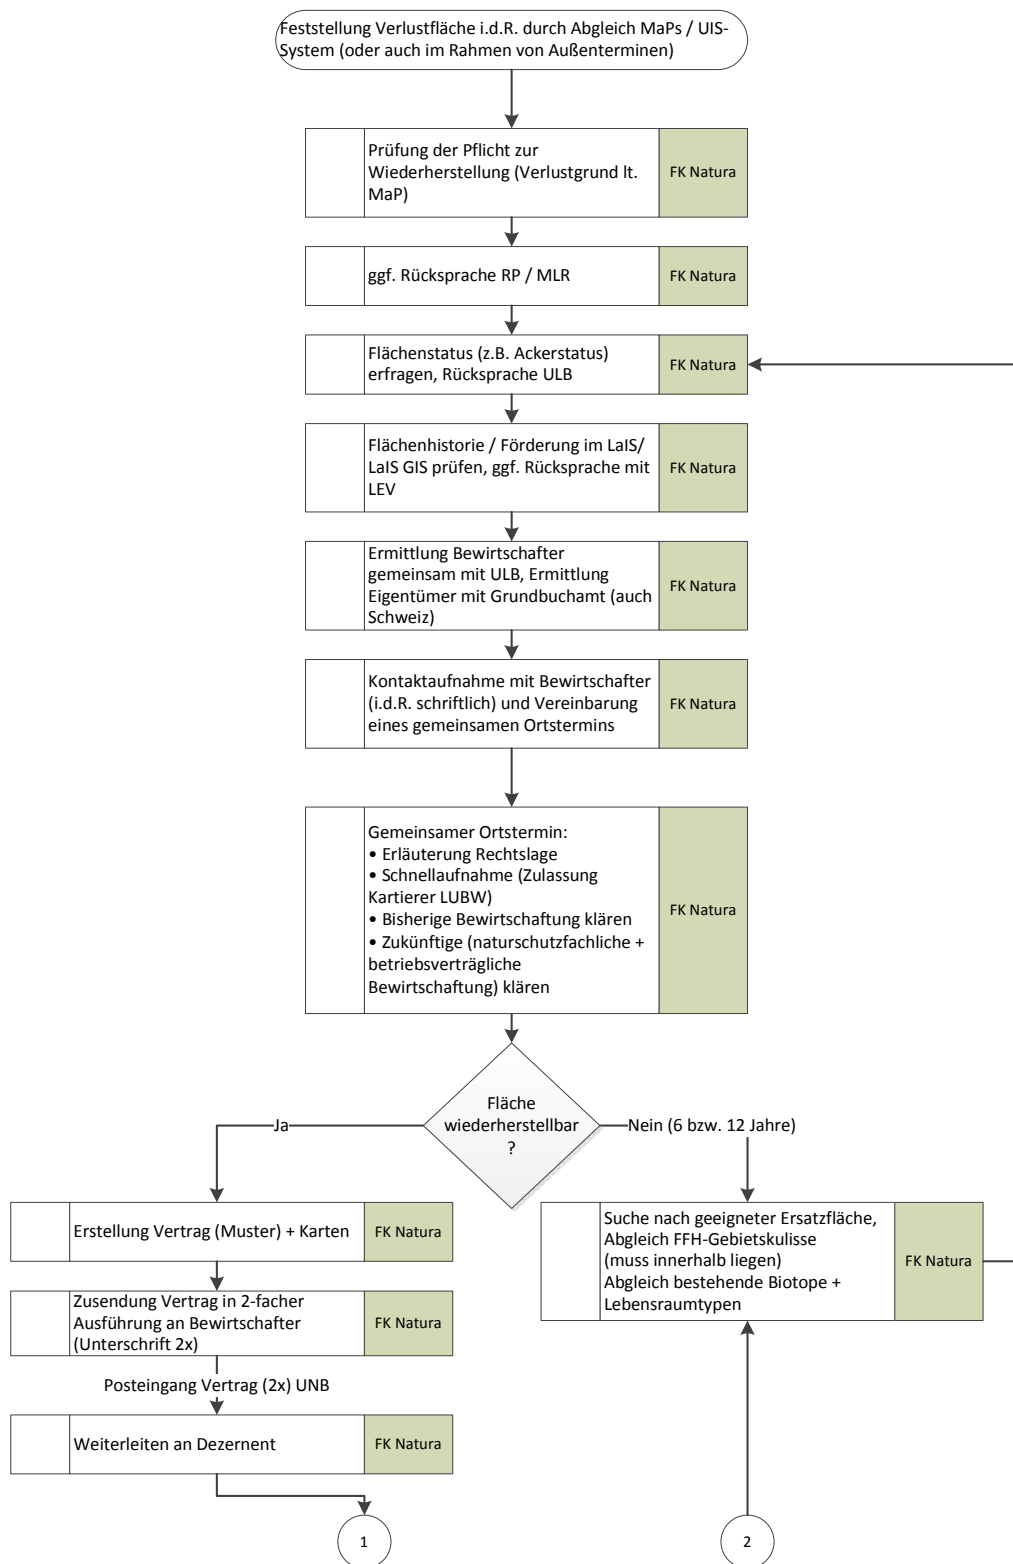 Feststellung Verlustfläche i.d.R. durch Abgleich MaPs / UIS-
System (oder auch im Rahmen von Außenterminen)
Prüfung der Pflicht zur
Wiederherstellung (Verlustgrund lt.
MaP)
FK Natura
ggf. Rücksprache RP / MLR
FK Natura
Flächenstatus (z.B. Ackerstatus)
erfragen, Rücksprache ULB
FK Natura
Flächenhistorie / Förderung im LaIS/
LaIS GIS prüfen, ggf. Rücksprache mit
LEV
FK Natura
Ermittlung Bewirtschafter
gemeinsam mit ULB, Ermittlung
Eigentümer mit Grundbuchamt (auch
Schweiz)
FK Natura
Kontaktaufnahme mit Bewirtschafter
(i.d.R. schriftlich) und Vereinbarung
eines gemeinsamen Ortstermins
FK Natura
Gemeinsamer Ortstermin:
• Erläuterung Rechtslage
• Schnellaufnahme (Zulassung
Kartierer LUBW)
• Bisherige Bewirtschaftung klären
• Zukünftige (naturschutzfachliche +
betriebsverträgliche
Bewirtschaftung) klären
FK Natura
Fläche
wiederherstellbar
?
Ja
Nein (6 bzw. 12 Jahre)
Erstellung Vertrag (Muster) + Karten
FK Natura
Zusendung Vertrag in 2-facher
Ausführung an Bewirtschafter
(Unterschrift 2x)
FK Natura
Posteingang Vertrag (2x) UNB
Weiterleiten an Dezernent
FK Natura
1
Suche nach geeigneter Ersatzfläche,
Abgleich FFH-Gebietskulisse
(muss innerhalb liegen)
Abgleich bestehende Biotope +
Lebensraumtypen
FK Natura
2